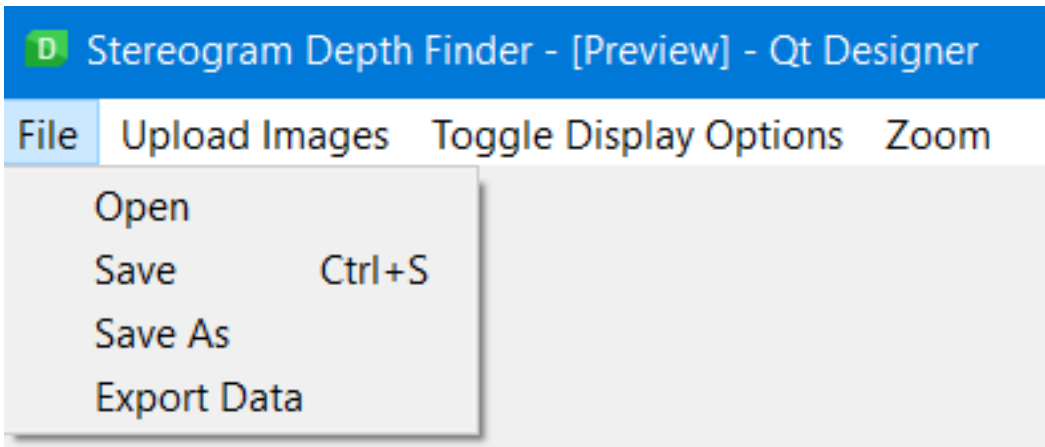 D Stereogram Depth Finder - [Preview] - Qt Designer
File Upload Images Toggle Display Options Zoom
Open
Save Ctrl+S
Save As
Export Data